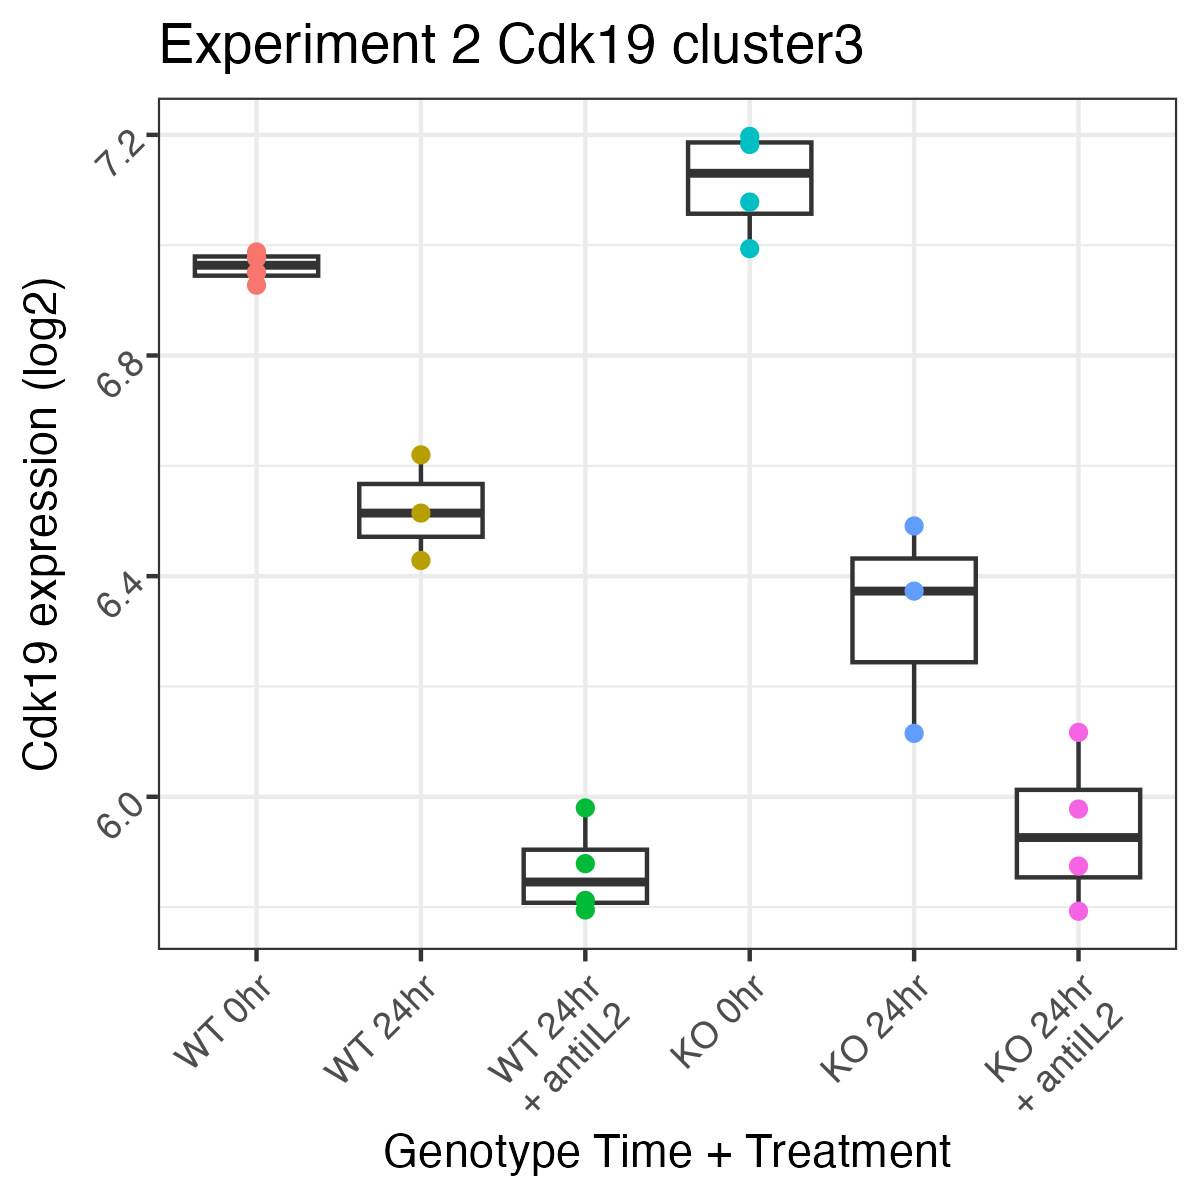 Experiment 2 Cdk19 cluster3
Cdk19 expression (log2)
7.2
6.8
6.4
6.0
WT 0hr
WT 24hr
WT 24hr
+ antiIL2
KO 0hr
KO 24hr
KO 24hr
+ antiIL2
Genotype Time + Treatment